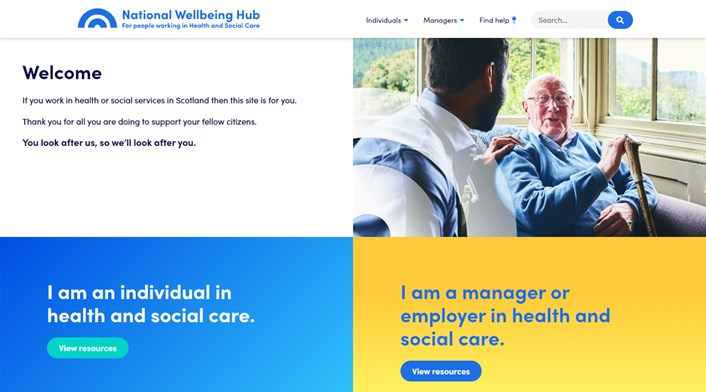 National Wellbeing Hub
For people working in Health and Social Care
Individuals
Managers
Find help
Search...
Welcome
If you work in health or social services in Scotland then this site is for you.
Thank you for all you are doing to support your fellow citizens.
You look after us, so we'll look after you.
I am an individual in
health and social care.
View resources
I am a manager or
employer in health and
social care.
View resources